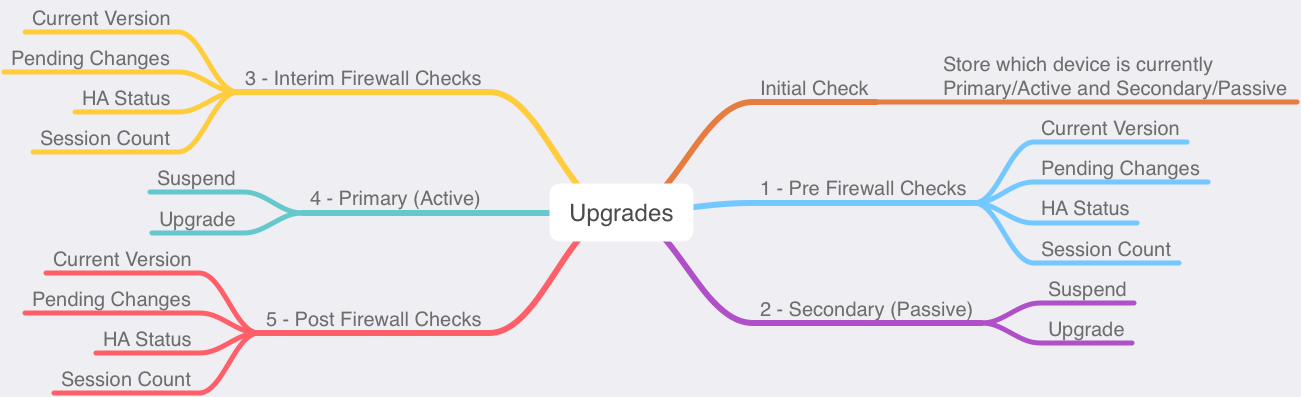 Upgrades
Initial Check
Store which device is currently
Primary/Active and Secondary/Passive
1 - Pre Firewall Checks
Current Version
Pending Changes
HA Status
Session Count
2 - Secondary (Passive)
Suspend
Upgrade
3 - Interim Firewall Checks
Current Version
Pending Changes
HA Status
Session Count
4 - Primary (Active)
Suspend
Upgrade
5 - Post Firewall Checks
Current Version
Pending Changes
HA Status
Session Count